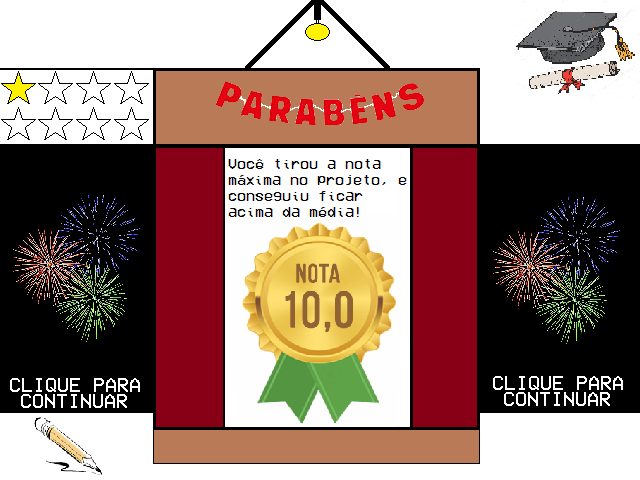 PARABÉNS
Você tirou a nota
máxima no projeto, e
conseguiu ficar
acima da média!
NOTA
10,0
CLIQUE PARA
CONTINUAR
CLIQUE PARA
CONTINUAR